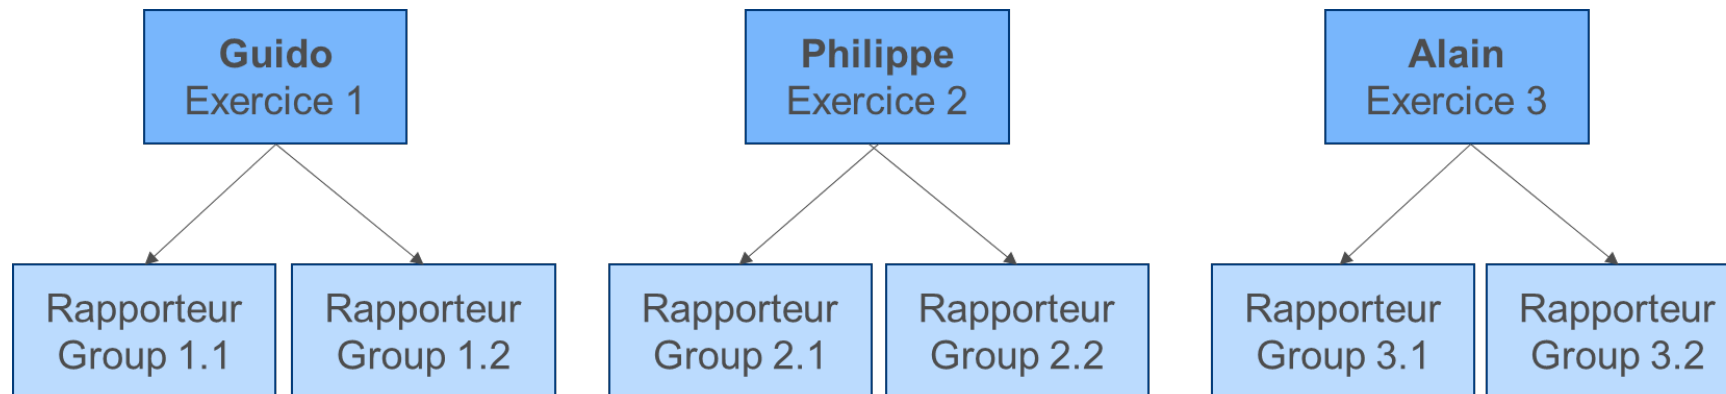 Guido
Exercice 1
Philippe
Exercice 2
Alain
Exercice 3
Rapporteur
Group 1.1
Rapporteur
Group 1.2
Rapporteur
Group 2.1
Rapporteur
Group 2.2
Rapporteur
Group 3.1
Rapporteur
Group 3.2